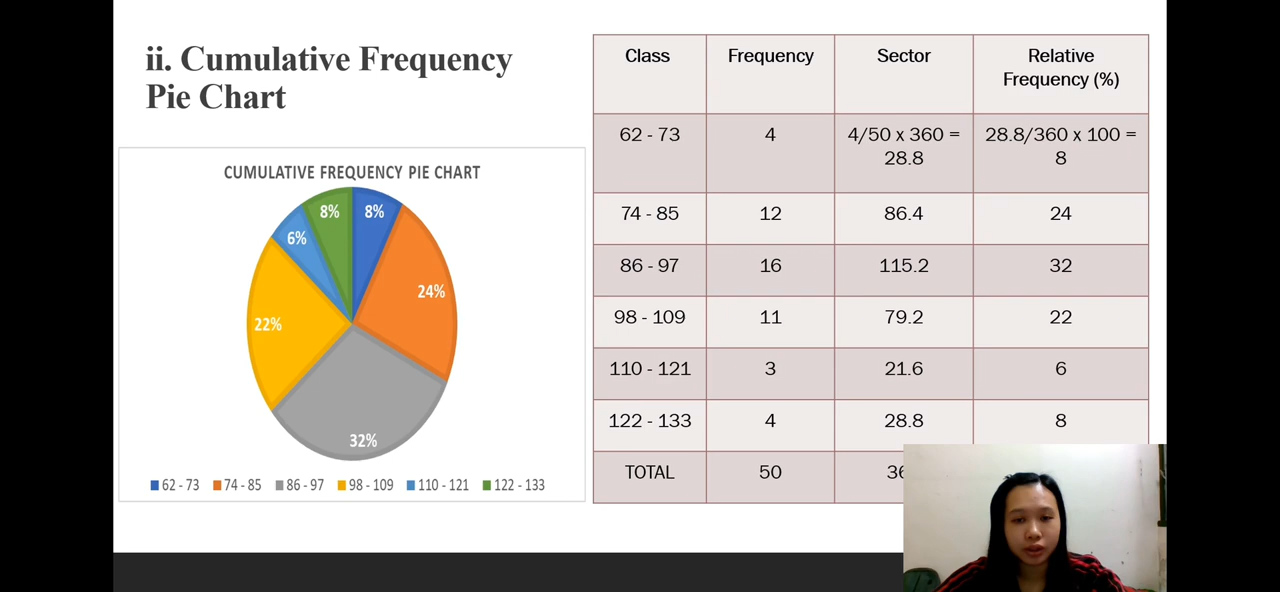 ii. Cumulative Frequency
Pie Chart
CUMULATIVE FREQUENCY PIE CHART
8%
8%
6%
24%
22%
32%
62 - 73 74 - 85 86 - 97 98 - 109 110 - 121 122 - 133
Class Frequency Sector Relative
Frequency (%)
62 - 73 4 4/50 x 360 = 28.8/360 x 100 =
28.8 8
74 - 85 12 86.4 24
86 - 97 16 115.2 32
98 - 109 11 79.2 22
110 - 121 3 21.6 6
122 - 133 4 28.8 8
TOTAL 50